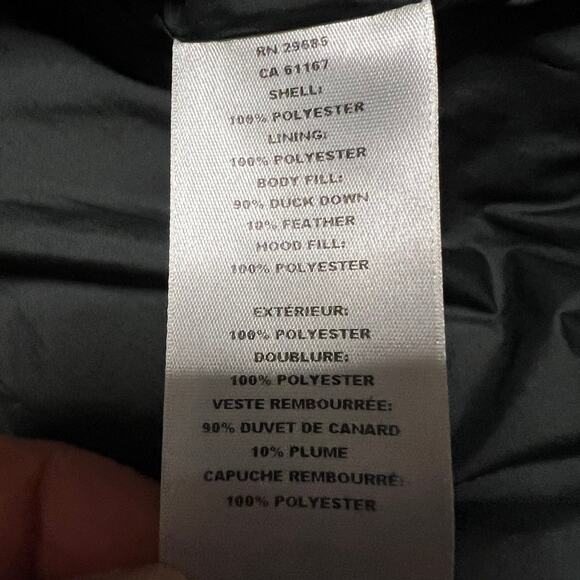 RN 29685
CA 61167
SHELL:
100% POLYESTER
LINING:
100% POLYESTER
BODY FILL:
90% DUCK DOWN
10% FEATHER
HOOD FILL:
100% POLYESTER
EXTÉRIEUR:
100% POLYESTER
DOUBLURE:
100% POLYESTER
VESTE REMBOURRÉE:
90% DUVET DE CANARD
10% PLUME
CAPUCHE REMBOURRÉ:
100% POLYESTER